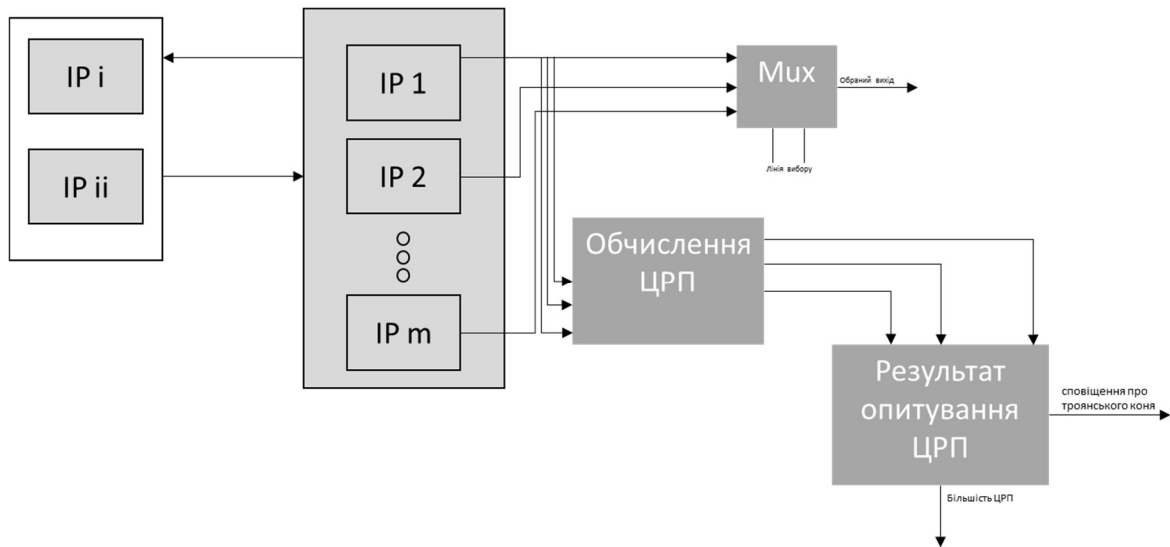 IP i
IP ii
IP 1
IP 2
IP m
Mux
Обраний вихід
Лінія вибору
Обчислення
ЦРП
Результат
опитування
ЦРП
сповіщення про
троянського коня
Більшість ЦРП